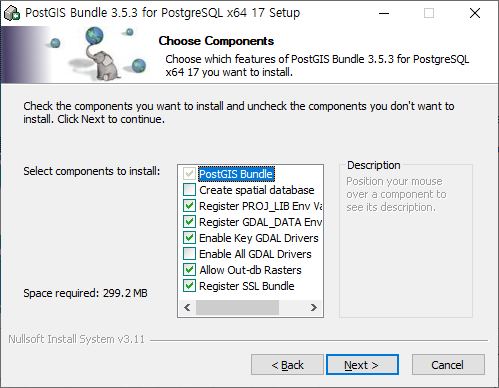 PostGIS Bundle 3.5.3 for PostgreSQL x64 17 Setup
Choose Components
Choose which features of PostGIS Bundle 3.5.3 for PostgreSQL
x64 17 you want to install.
Check the components you want to install and uncheck the components you don't want to
install. Click Next to continue.
Select components to install:
PostGIS Bundle
Create spatial database
Register PROJ_LIB Env Va
Register GDAL_DATA Env
Enable Key GDAL Drivers
Enable All GDAL Drivers
Allow Out-db Rasters
Register SSL Bundle
Description
Position your mouse
over a component to
see its description.
Space required: 299.2 MB
Nullsoft Install System v3.11
< Back
Next >
Cancel